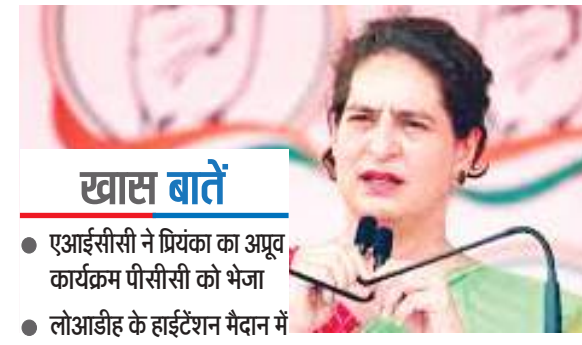 खास बातें
एआईसीसी ने प्रियंका का अप्रूव
कार्यक्रम पीसीसी को भेजा
लोआडीह के हाईटेंशन मैदान में